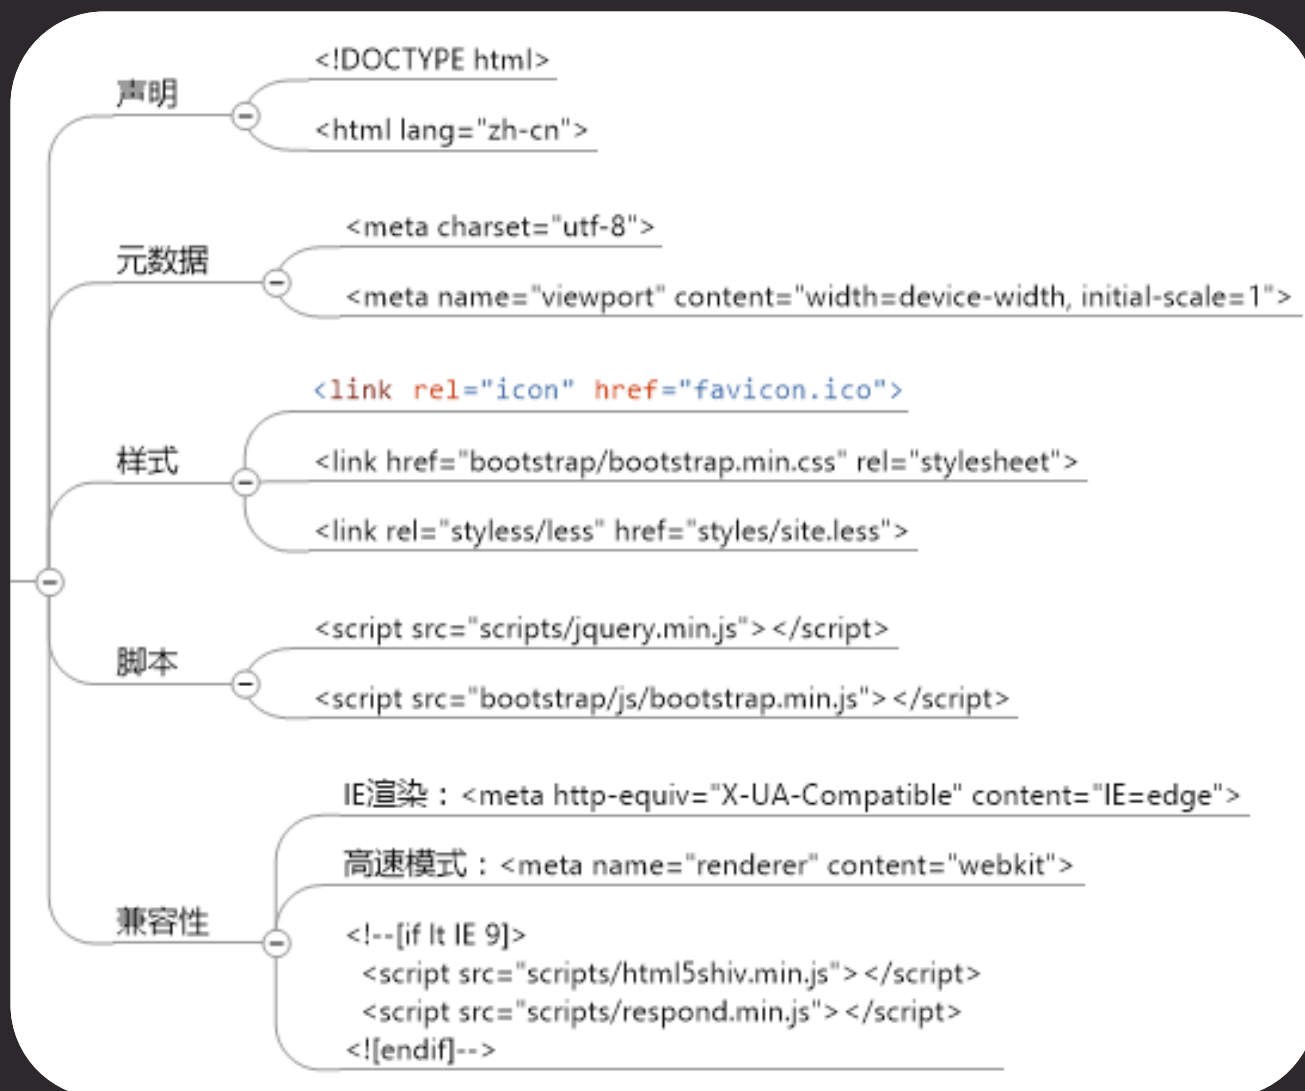 声明
<!DOCTYPE html>
<html lang="zh-cn">
元数据
<meta charset="utf-8">
<meta name="viewport" content="width=device-width, initial-scale=1">
样式
<link rel="icon" href="favicon.ico">
<link href="bootstrap/bootstrap.min.css" rel="stylesheet">
<link rel="styless/less" href="styles/site.less">
脚本
<script src="scripts/jquery.min.js"></script>
<script src="bootstrap/js/bootstrap.min.js"></script>
兼容性
IE渲染：<meta http-equiv="X-UA-Compatible" content="IE=edge">
高速模式：<meta name="renderer" content="webkit">
<!--[if lt IE 9]>
<script src="scripts/html5shiv.min.js"></script>
<script src="scripts/respond.min.js"></script>
<![endif]-->